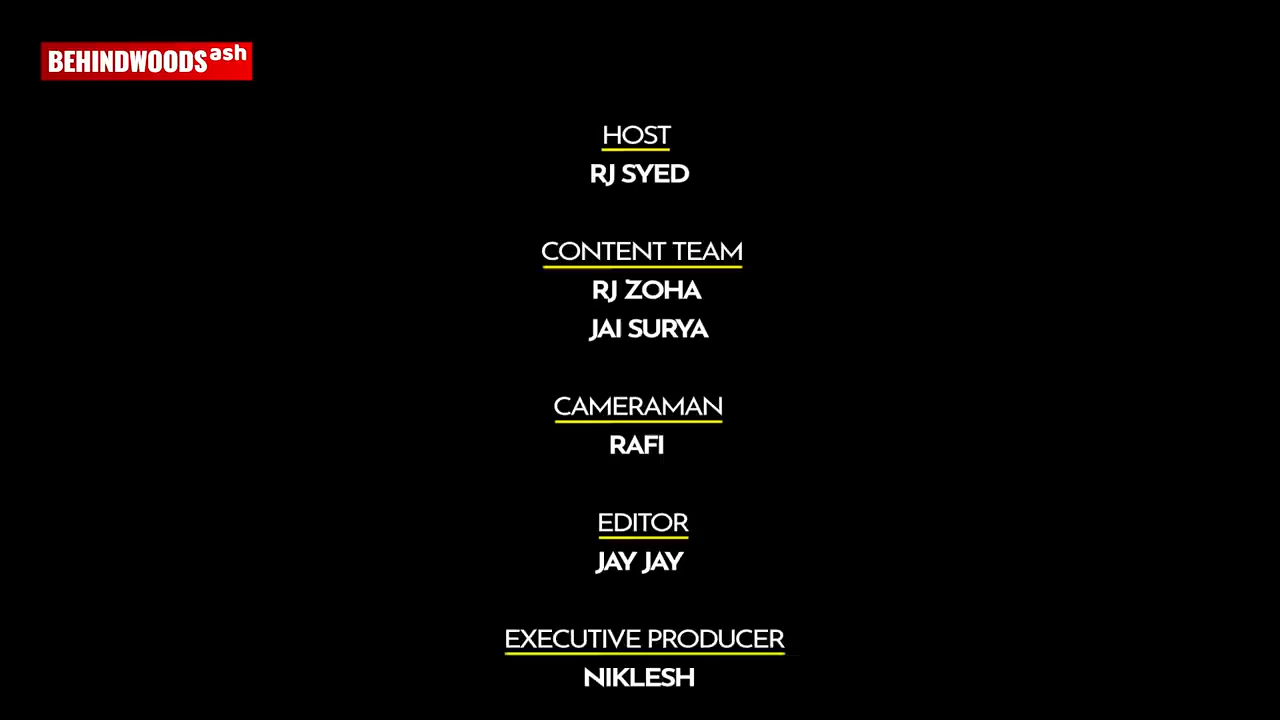 BEHINDWOODS ash
HOST
RJ SYED
CONTENT TEAM
RJ ZOHA
JAI SURYA
CAMERAMAN
RAFI
EDITOR
JAY JAY
EXECUTIVE PRODUCER
NIKLESH